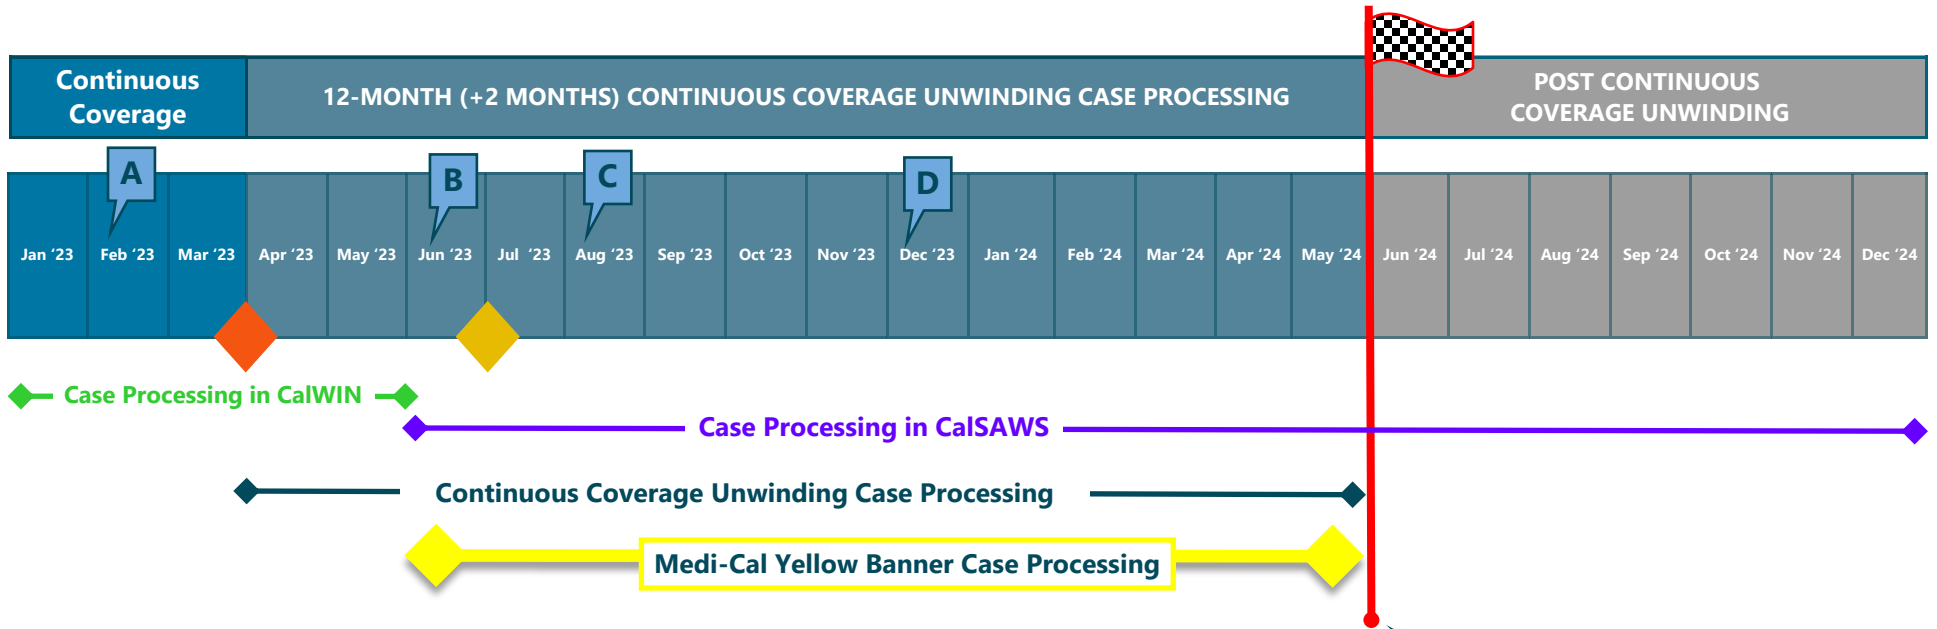 Continuous
Coverage
12-MONTH (+2 MONTHS) CONTINUOUS COVERAGE UNWINDING CASE PROCESSING
POST CONTINUOUS
COVERAGE UNWINDING
A
B
C
D
Jan ‘23
Feb ‘23
Mar ‘23
Apr ‘23
May ‘23
Jun ‘23
Jul ‘23
Aug ‘23
Sep ‘23
Oct ‘23
Nov ‘23
Dec ‘23
Jan ‘24
Feb ‘24
Mar ‘24
Apr ‘24
May ‘24
Jun ‘24
Jul ‘24
Aug ‘24
Sep ‘24
Oct ‘24
Nov ‘24
Dec ‘24
Case Processing in CalWIN
Case Processing in CalSAWS
Continuous Coverage Unwinding Case Processing
Medi-Cal Yellow Banner Case Processing